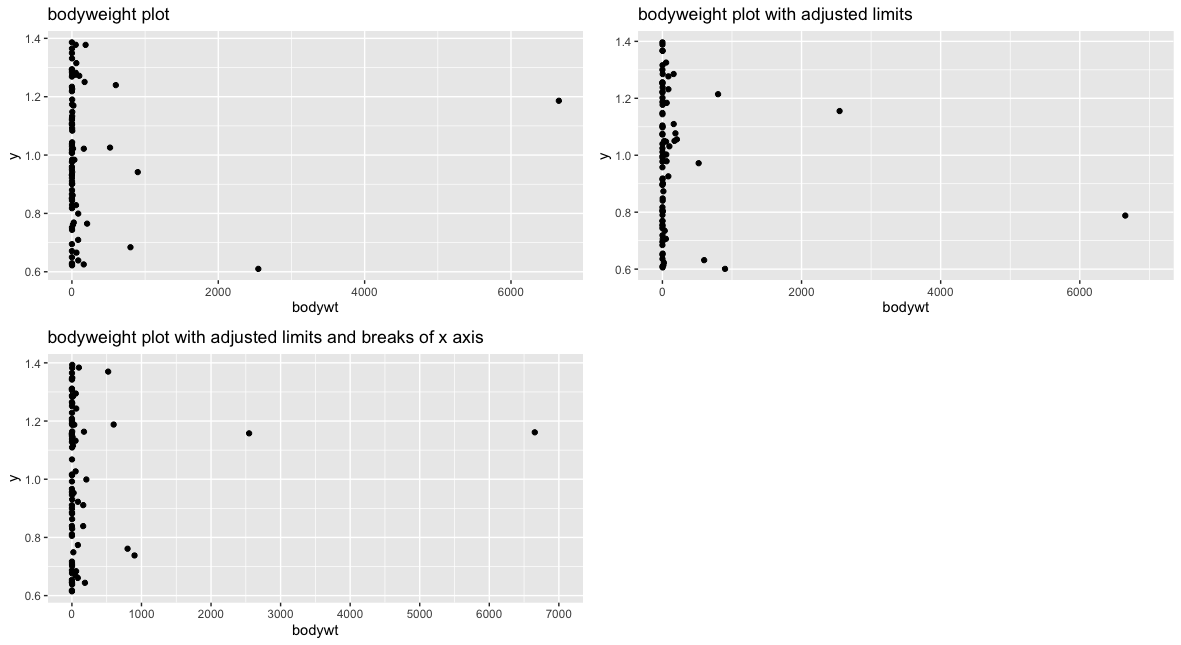 bodyweight plot
1.4
1.2
1.0
0.8
0.6
y
0 2000 4000 6000
bodywt
bodyweight plot with adjusted limits
1.4
1.2
1.0
0.8
0.6
y
0 2000 4000 6000
bodywt
bodyweight plot with adjusted limits and breaks of x axis
1.4
1.2
1.0
0.8
0.6
y
0 1000 2000 3000 4000 5000 6000 7000
bodywt